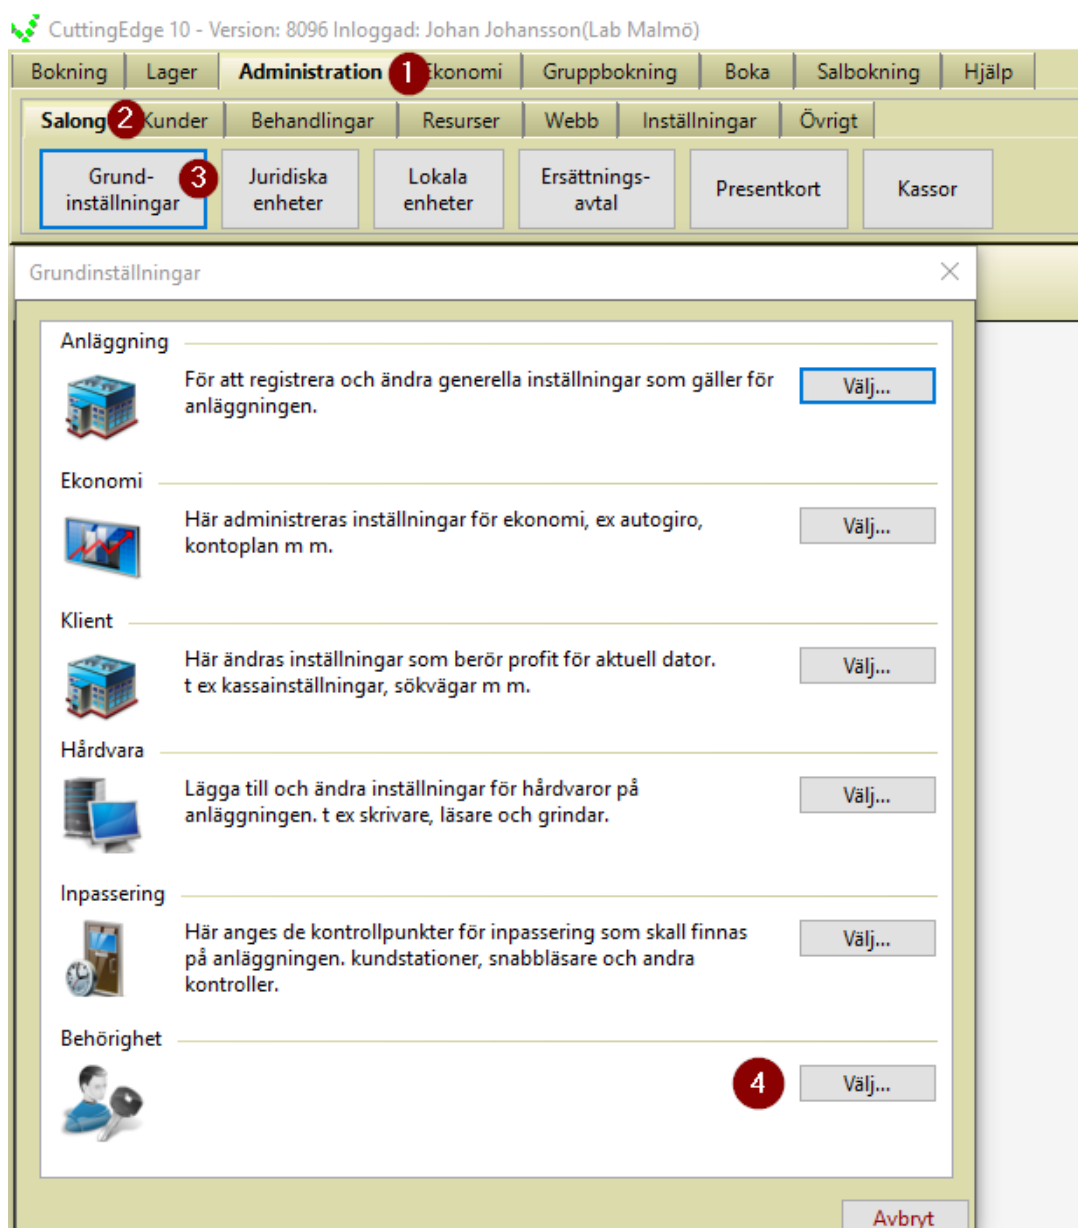 CuttingEdge 10 - Version: 8096 Inloggad: Johan Johansson(Lab Malmö)
Bokning Lager Administration 1 konomi Gruppbokning Boka Salbokning Hjälp
Salong 2 Kunder Behandlingar Resurser Webb Inställningar Övrigt
Grund-
inställningar
3
Juridiska
enheter
Lokala
enheter
Ersättnings-
avtal
Presentkort
Kassor
Grundinställningar
Anläggning
För att registrera och ändra generella inställningar som gäller för
anläggningen.
Välj...
Ekonomi
Här administreras inställningar för ekonomi, ex autogiro,
kontoplan m m.
Välj...
Klient
Här ändras inställningar som berör profit för aktuell dator.
t ex kassainställningar, sökvägar m m.
Välj...
Hårdvara
Lägga till och ändra inställningar för hårdvaror på
anläggningen. t ex skrivare, läsare och grindar.
Välj...
Inpassering
Här anges de kontrollpunkter för inpassering som skall finnas
på anläggningen. kundstationer, snabbläsare och andra
kontroller.
Välj...
Behörighet
4
Välj...
Avbryt